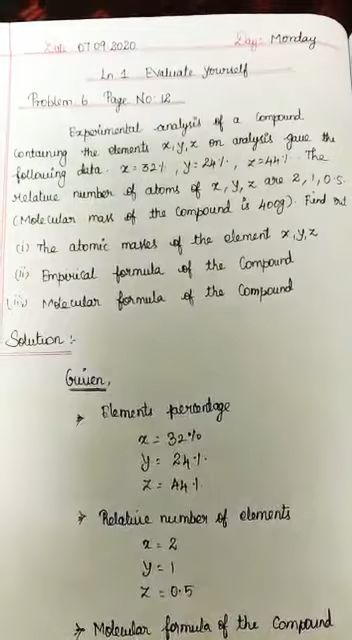 Date: 07.09.2020 Day: Monday
Ln. 1 Evaluate yourself
Problem 6 Page No: 12
Experimental analysis of a compound
containing the elements x, y, z on analysis gave the
following data. x = 32%, y = 24%, z = 44%. The
relative number of atoms of x, y, z are 2, 1, 0.5.
(Molecular mass of the compound is 400g). Find out
(i) The atomic masses of the element x, y, z
(ii) Empirical formula of the Compound
(iii) Molecular formula of the Compound
Solution :-
Given,
Elements percentage
x = 32%
y = 24%
z = 44%
Relative number of elements
x = 2
y = 1
z = 0.5
Molecular formula of the Compound